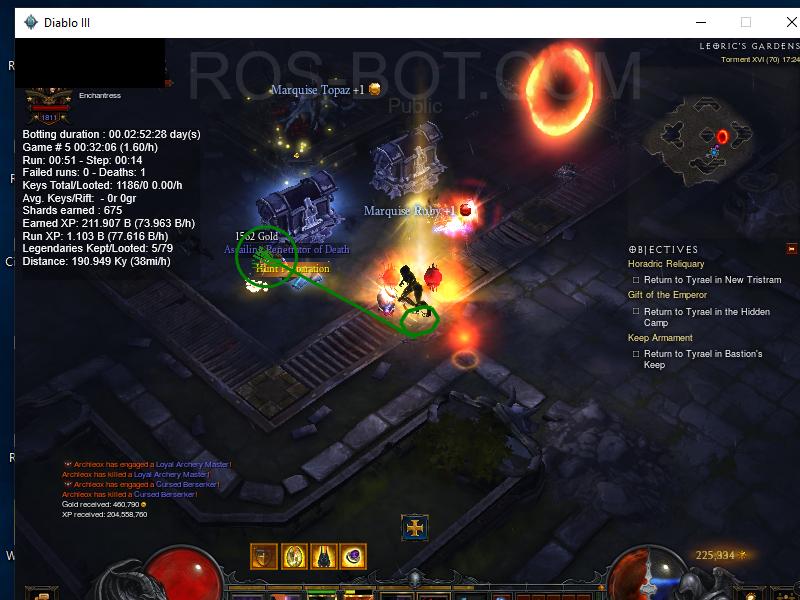 Diablo III
ROS-BOT.COM
Public
LEORIC'S GARDENS
Torment XVI (70) 17:24
Marquise Topaz +1
Enchantress
1811
Botting duration : 00.02:52:28 day(s)
Game # 5 00:32:06 (1.60/h)
Run: 00:51 - Step: 00:14
Failed runs: 0 - Deaths: 1
Keys Total/Looted: 1186/0 0.00/h
Avg. Keys/Rift:  - 0r 0gr
Shards earned : 675
Earned XP: 211.907 B (73.963 B/h)
Run XP: 1.103 B (77.616 B/h)
Legendaries Kept/Looted: 5/79
Distance: 190.949 Ky (38mi/h)
Marquise Ruby +1
1562 Gold
Assailing Penetrator of Death
OBJECTIVES
Horadric Reliquary
Return to Tyrael in New Tristram
Gift of the Emperor
Return to Tyrael in the Hidden
Camp
Keep Armament
Return to Tyrael in Bastion's
Keep
Archleox has engaged a Loyal Archery Master!
Archleox has killed a Loyal Archery Master!
Archleox has engaged a Cursed Berserker!
Archleox has killed a Cursed Berserker!
Gold received: 460,790
XP received: 204,558,760
225,334